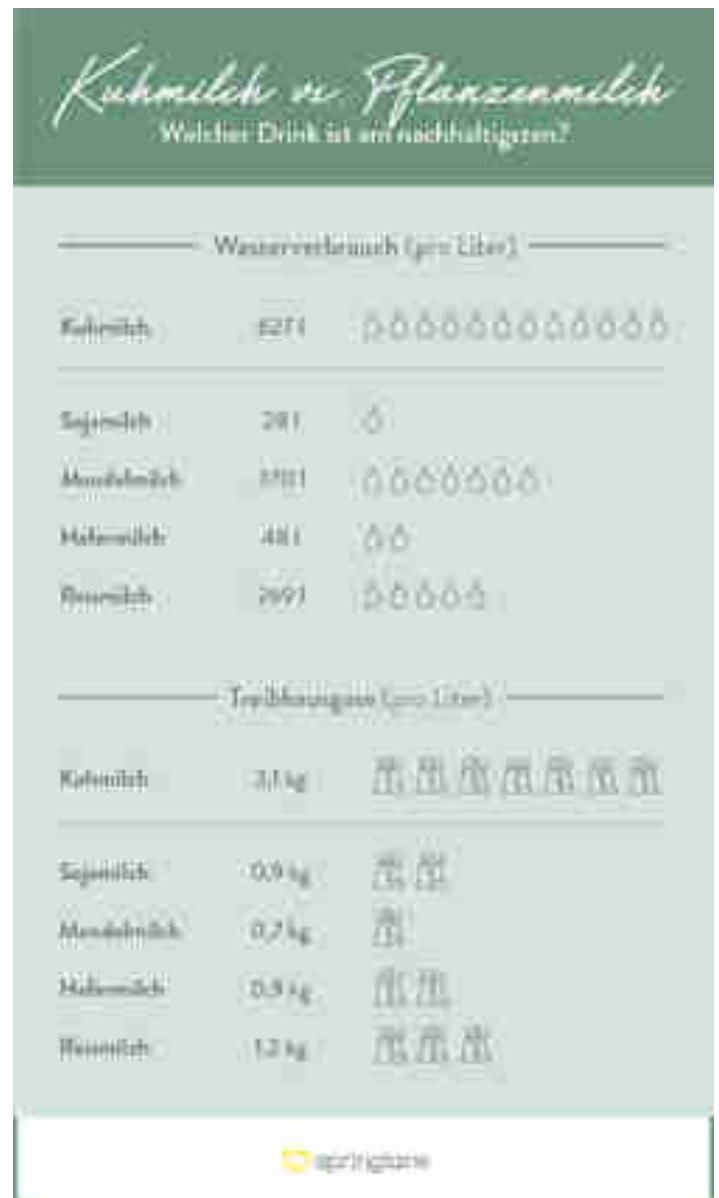 Kuhmilch vs Pflanzenmilch
Welcher Drink ist am nachhaltigsten?
Wasserverbrauch (pro Liter)
Kuhmilch 627 l
Sojamilch 28 l
Mandelmilch
Hafermilch 48 l
Reismilch 269 l
Treibhausgase (pro Liter)
Kuhmilch 3,1 kg
Sojamilch 0,9 kg
Mandelmilch 0,7 kg
Hafermilch 0,9 kg
Reismilch 1,2 kg
springlane